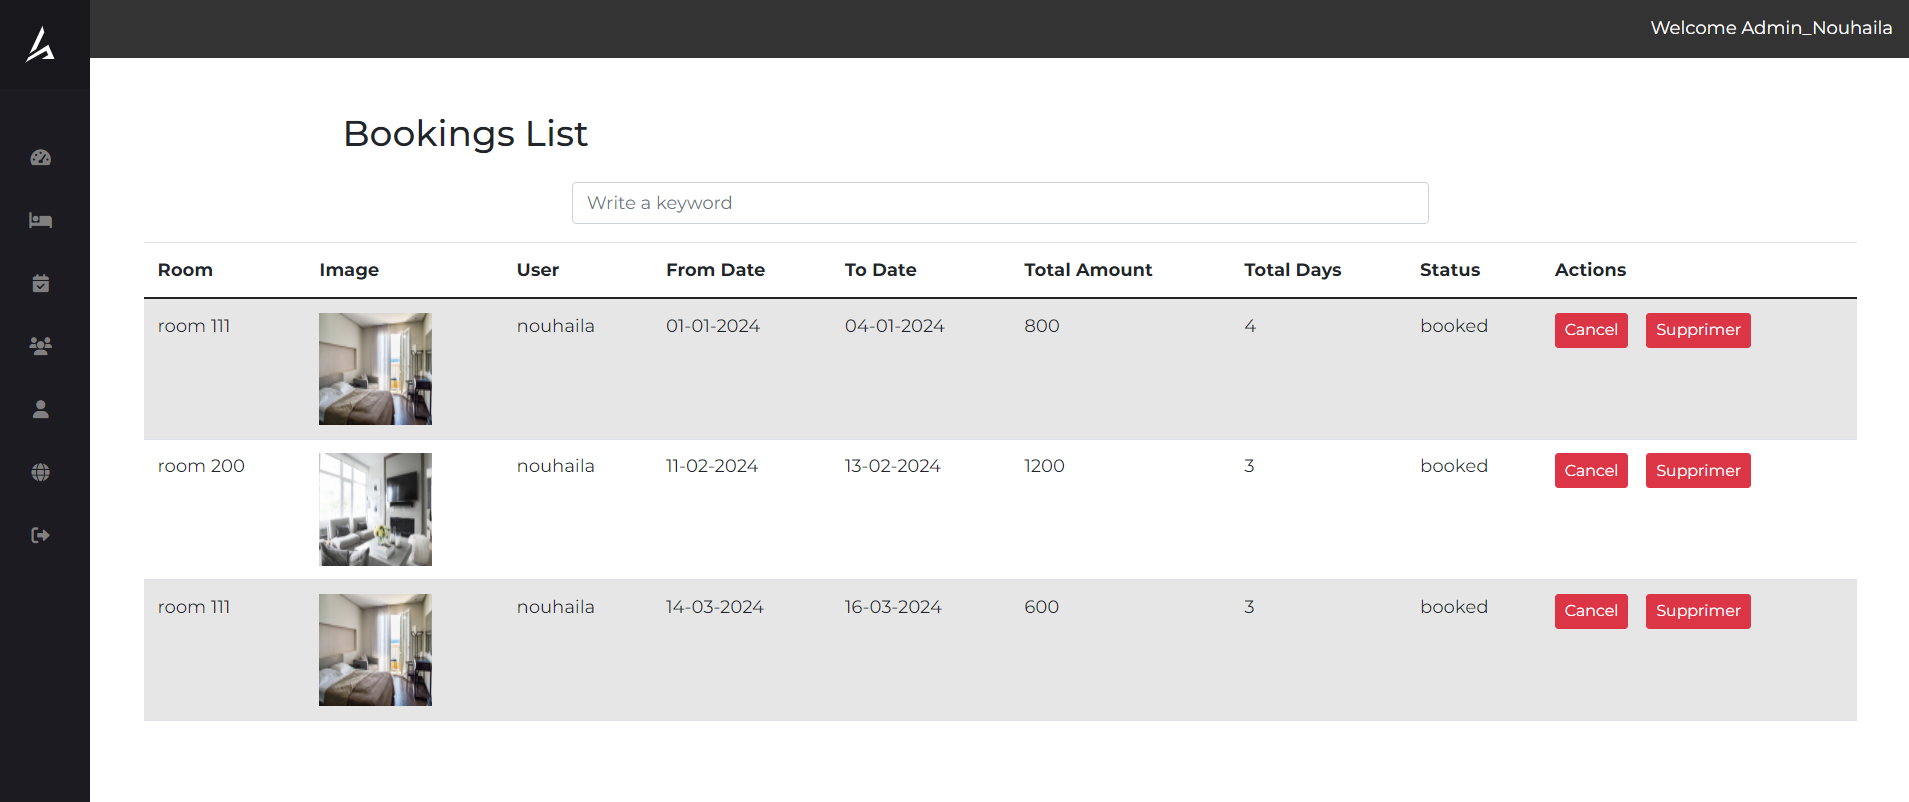 Welcome Admin_Nouhaila
Bookings List
Write a keyword
Room Image User From Date To Date Total Amount Total Days Status Actions
room 111 nouhaila 01-01-2024 04-01-2024 800 4 booked Cancel Supprimer
room 200 nouhaila 11-02-2024 13-02-2024 1200 3 booked Cancel Supprimer
room 111 nouhaila 14-03-2024 16-03-2024 600 3 booked Cancel Supprimer